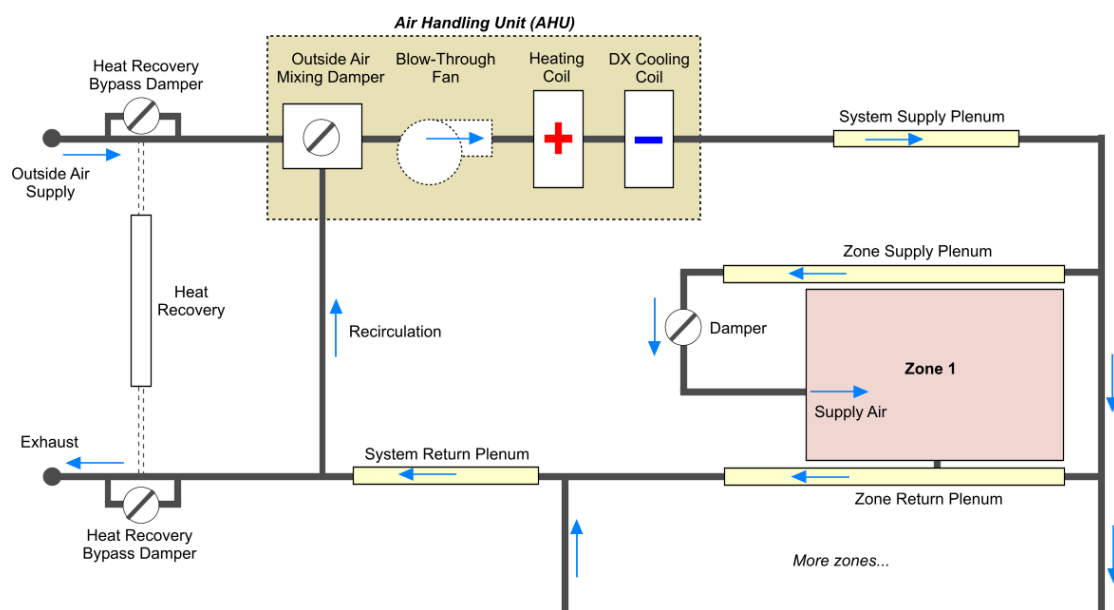 Air Handling Unit (AHU)
Heat Recovery
Bypass Damper
Outside Air
Mixing Damper
Blow-Through
Fan
Heating
Coil
DX Cooling
Coil
System Supply Plenum
Outside Air
Supply
Zone Supply Plenum
Heat
Recovery
Recirculation
Damper
Zone 1
Supply Air
Exhaust
System Return Plenum
Zone Return Plenum
Heat Recovery
Bypass Damper
More zones...